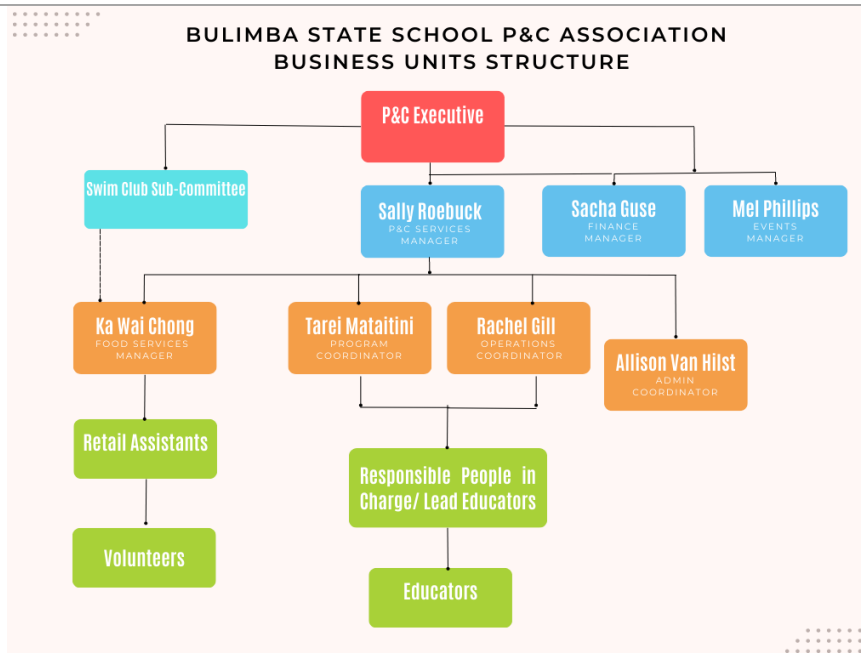 BULIMBA STATE SCHOOL P&C ASSOCIATION
BUSINESS UNITS STRUCTURE
P&C Executive
Swim Club Sub-Committee
Sally Roebuck
P&C SERVICES
MANAGER
Sacha Guse
FINANCE
MANAGER
Mel Phillips
EVENTS
MANAGER
Ka Wai Chong
FOOD SERVICES
MANAGER
Tarei Mataitini
PROGRAM
COORDINATOR
Rachel Gill
OPERATIONS
COORDINATOR
Allison Van Hilst
ADMIN
COORDINATOR
Retail Assistants
Responsible People in
Charge/ Lead Educators
Volunteers
Educators